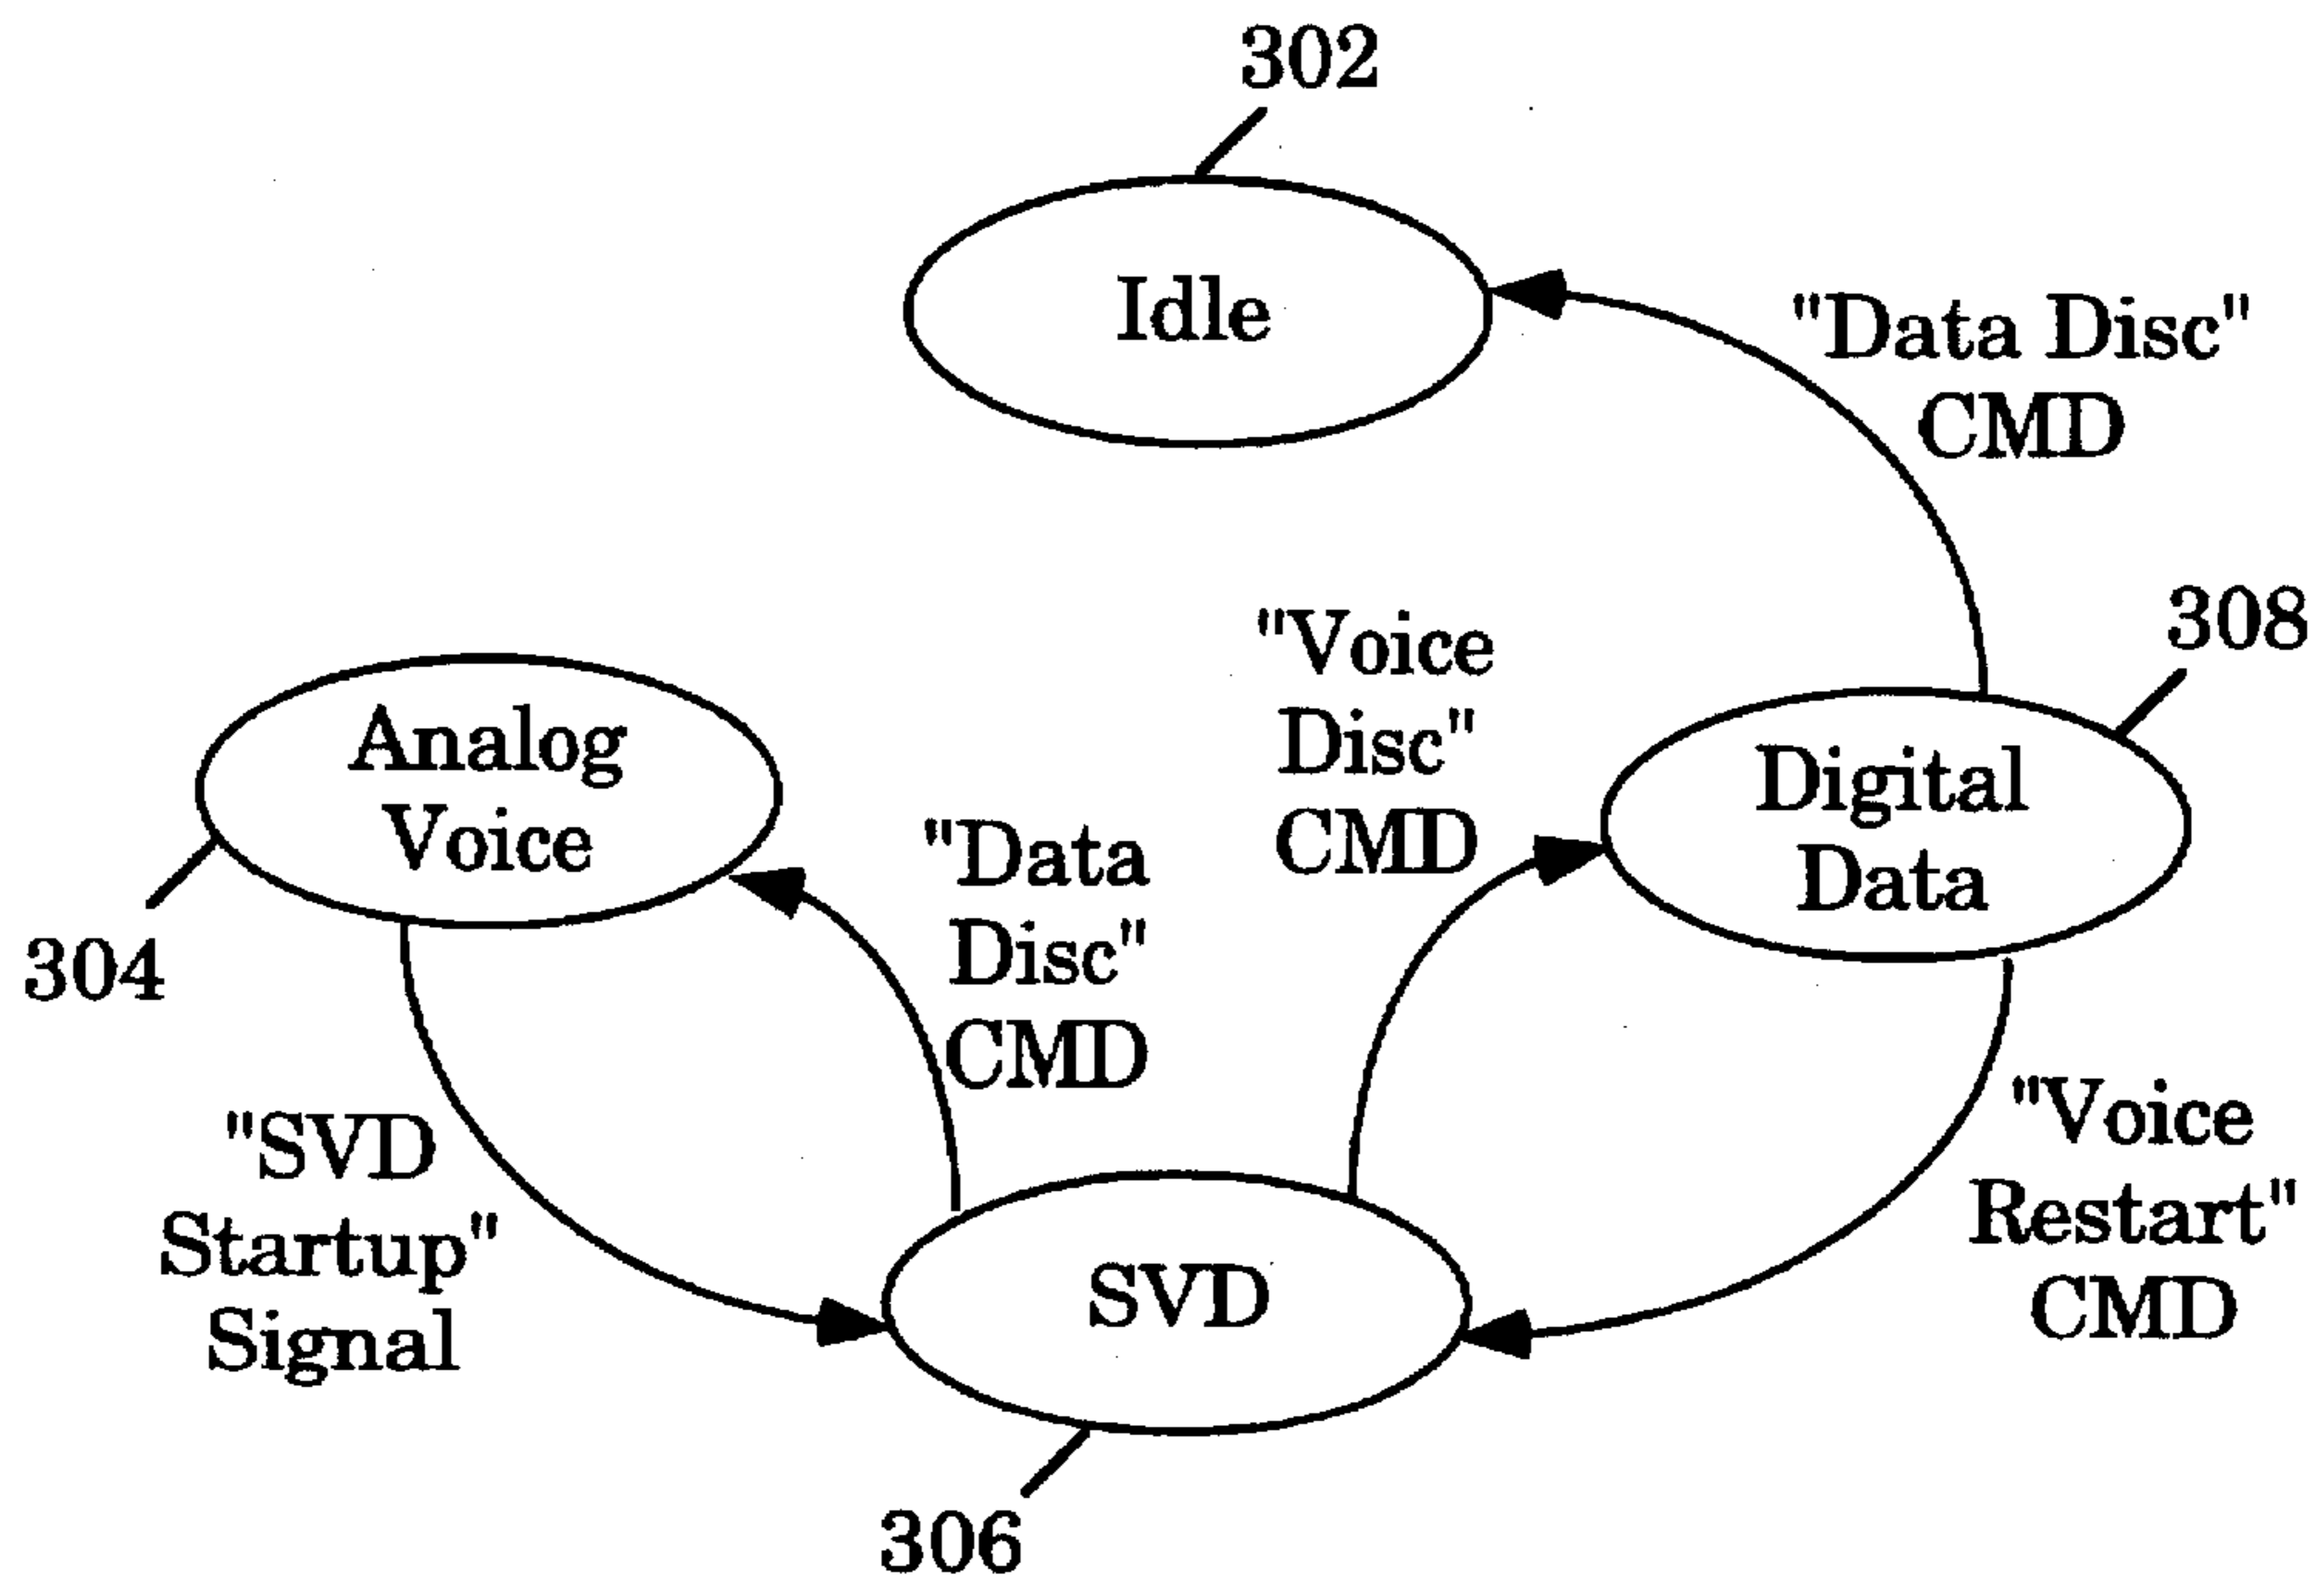 302
Idle
"Data Disc"
CMD
308
"Voice
Disc"
CMD
Digital
Data
Analog
Voice
304
"Data
Disc"
CMD
"SVD
Startup"
Signal
"Voice
Restart"
CMD
SVD
306